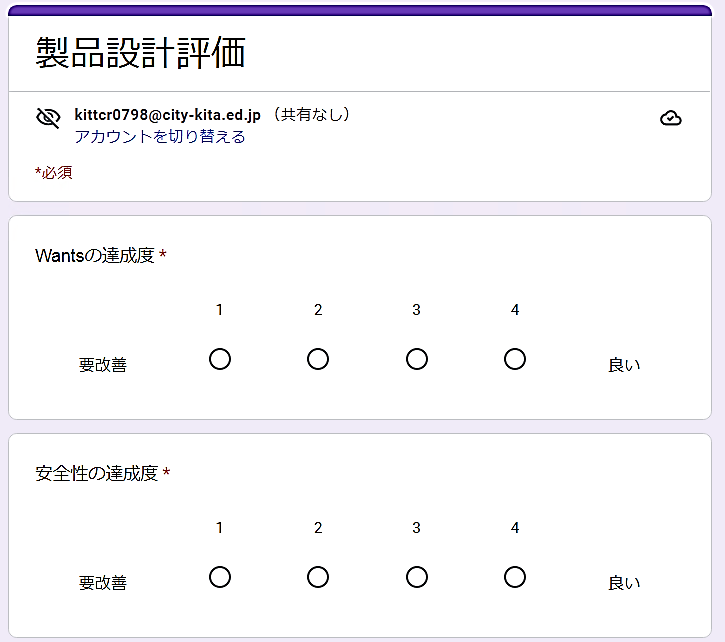 製品設計評価
kittcr0798@city-kita.ed.jp （共有なし）
アカウントを切り替える
*必須
Wantsの達成度 *
1 2 3 4
要改善 良い
安全性の達成度 *
1 2 3 4
要改善 良い